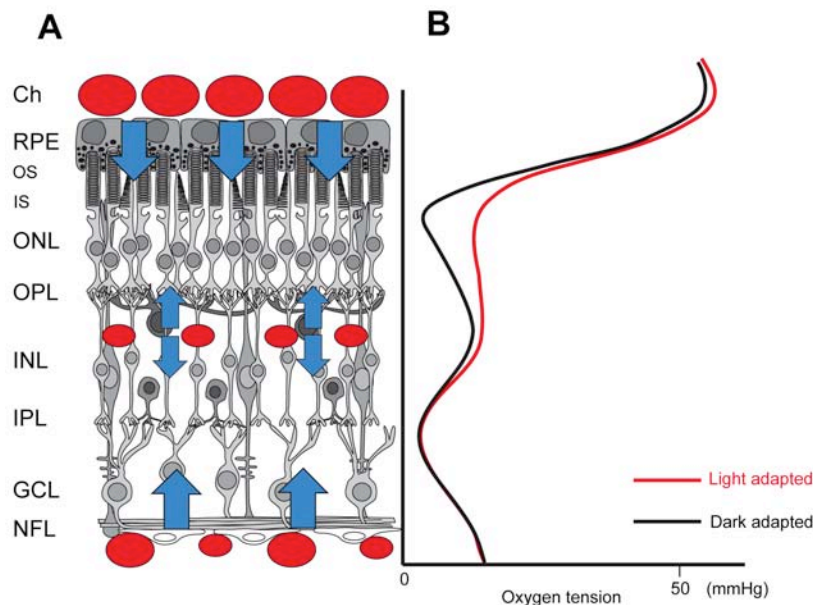 A
B
Ch
RPE
OS
IS
ONL
OPL
INL
IPL
GCL
NFL
Light adapted
Dark adapted
0
50
(mmHg)
Oxygen tension